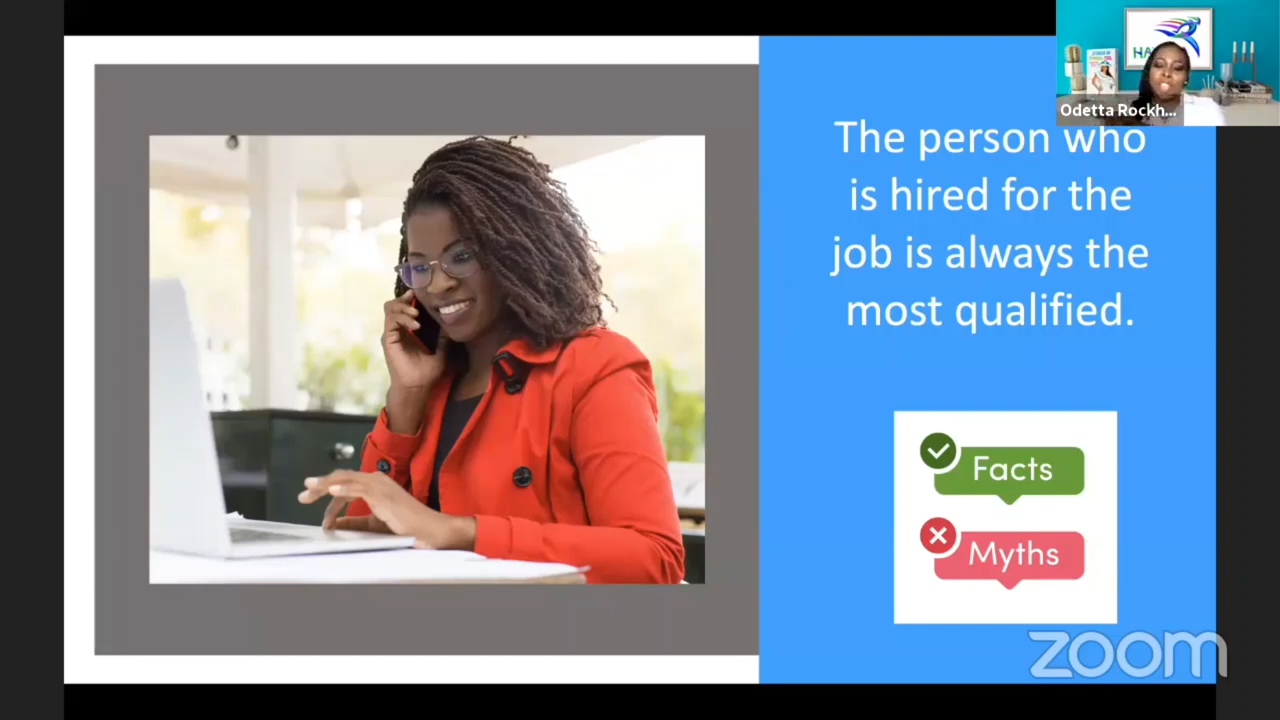 Odetta Rockh...
The person who
is hired for the
job is always the
most qualified.
Facts
Myths
zoom